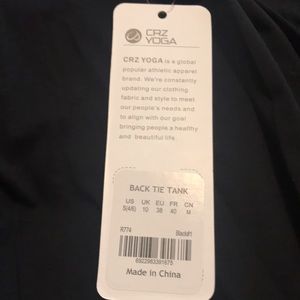 CRZ
YOGA
CRZ YOGA is a global
popular athletic apparel
brand. We're constantly
updating our clothing
fabric and style to meet
our people's needs and
to align with our goal
bringing people a healthy
and beautiful life.
BACK TIE TANK
US UK EU FR CN
S(4/6) 10 38 40 M
R774 Black#1
6922963391675
Made in China